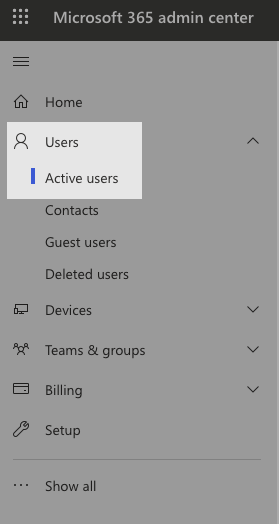 Microsoft 365 admin center
Home
Users
Active users
Contacts
Guest users
Deleted users
Devices
Teams & groups
Billing
Setup
Show all